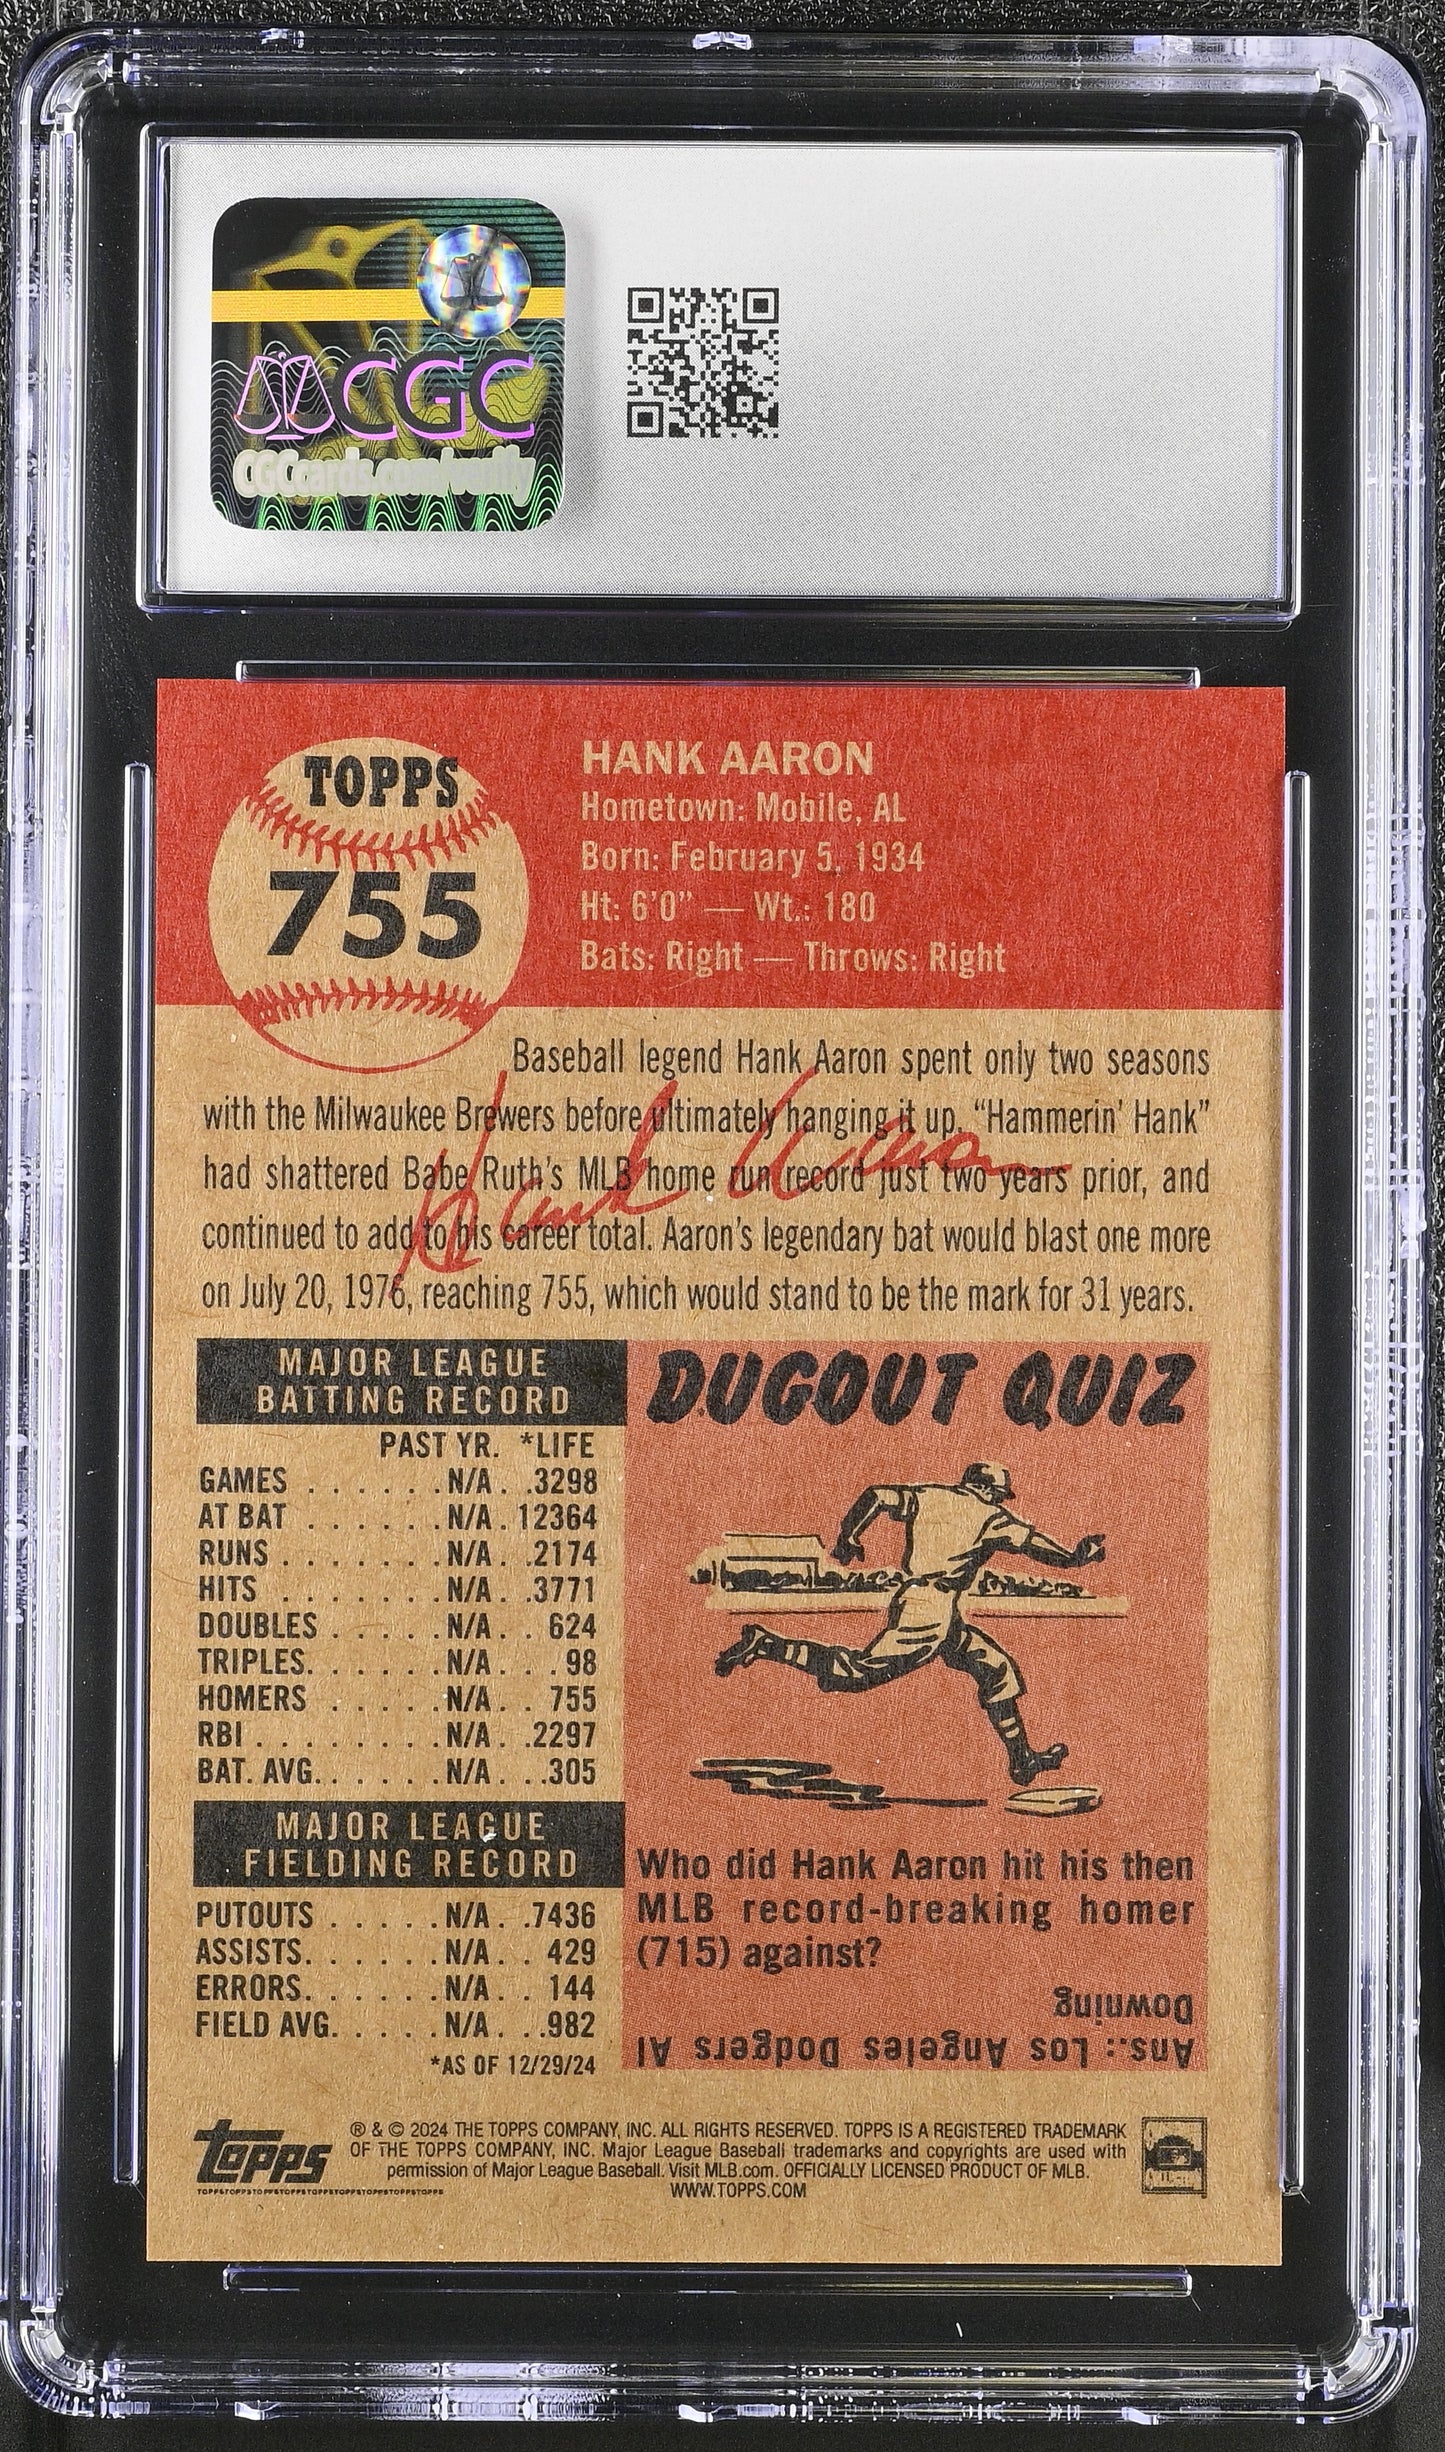 CGC
CGCcards.com/verify
TOPPS
755
HANK AARON
Hometown: Mobile, AL
Born: February 5, 1934
Ht: 6'0" — Wt.: 180
Bats: Right — Throws: Right
Baseball legend Hank Aaron spent only two seasons
with the Milwaukee Brewers before ultimately hanging it up. "Hammerin' Hank"
had shattered Babe Ruth's MLB home run record just two years prior, and
continued to add to his career total. Aaron's legendary bat would blast one more
on July 20, 1976, reaching 755, which would stand to be the mark for 31 years.
Hank Aaron
MAJOR LEAGUE
BATTING RECORD
PAST YR. *LIFE
GAMES . . . . . . N/A . .3298
AT BAT . . . . . . N/A . 12364
RUNS . . . . . . . N/A . .2174
HITS . . . . . . . N/A . .3771
DOUBLES . . . . . N/A . . 624
TRIPLES. . . . . . N/A . . . 98
HOMERS . . . . . N/A . . 755
RBI . . . . . . . . N/A . .2297
BAT. AVG. . . . . . N/A . . .305
MAJOR LEAGUE
FIELDING RECORD
PUTOUTS . . . . . N/A . .7436
ASSISTS. . . . . . N/A . . 429
ERRORS. . . . . . N/A . . 144
FIELD AVG. . . . . N/A . . .982
*AS OF 12/29/24
DUGOUT QUIZ
Who did Hank Aaron hit his then
MLB record-breaking homer
(715) against?
Ans.: Los Angeles Dodgers Al
Downing
topps
® & © 2024 THE TOPPS COMPANY, INC. ALL RIGHTS RESERVED. TOPPS IS A REGISTERED TRADEMARK
OF THE TOPPS COMPANY, INC. Major League Baseball trademarks and copyrights are used with
permission of Major League Baseball. Visit MLB.com. OFFICIALLY LICENSED PRODUCT OF MLB.
WWW.TOPPS.COM